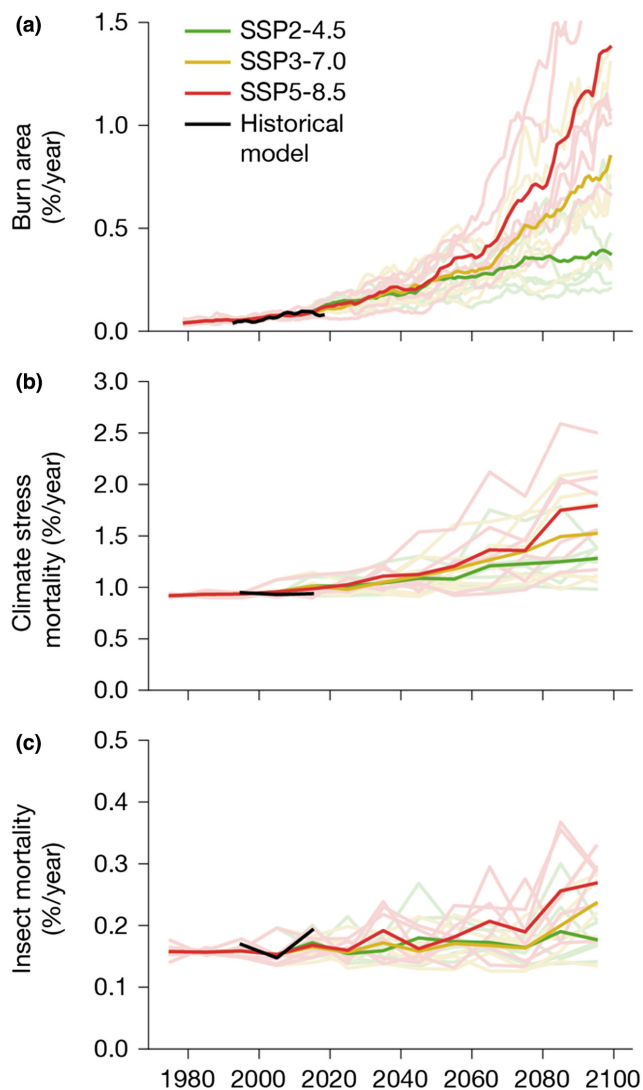 (a)
1.5
1.0
0.5
0.0
Burn area
(%/year)
SSP2-4.5
SSP3-7.0
SSP5-8.5
Historical
model
(b)
3.0
2.5
2.0
1.5
1.0
0.5
0.0
Climate stress
mortality (%/year)
(c)
0.5
0.4
0.3
0.2
0.1
0.0
Insect mortality
(%/year)
1980 2000 2020 2040 2060 2080 2100